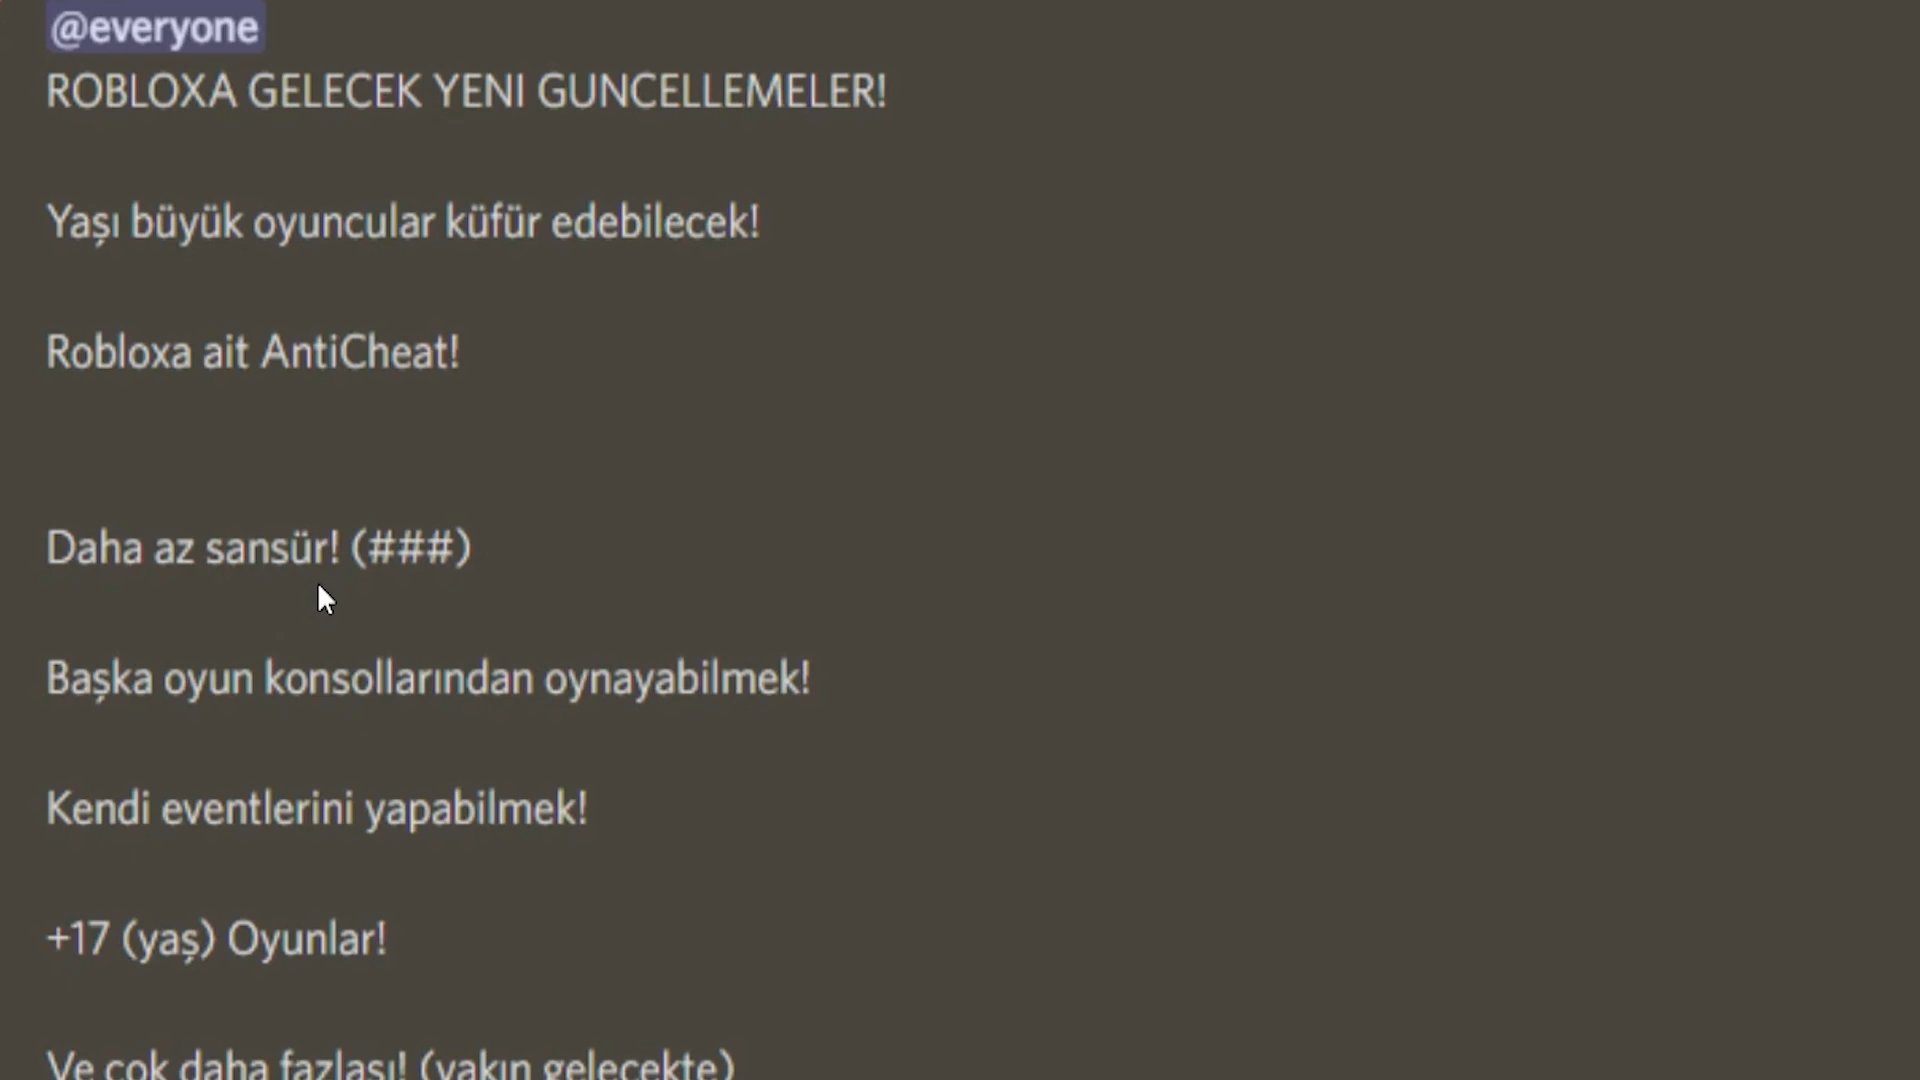 @everyone
ROBLOXA GELECEK YENI GUNCELLEMELER!
Yaşı büyük oyuncular küfür edebilecek!
Robloxa ait AntiCheat!
Daha az sansür! (###)
Başka oyun konsollarından oynayabilmek!
Kendi eventlerini yapabilmek!
+17 (yaş) Oyunlar!
Ve çok daha fazlası! (yakın gelecekte)